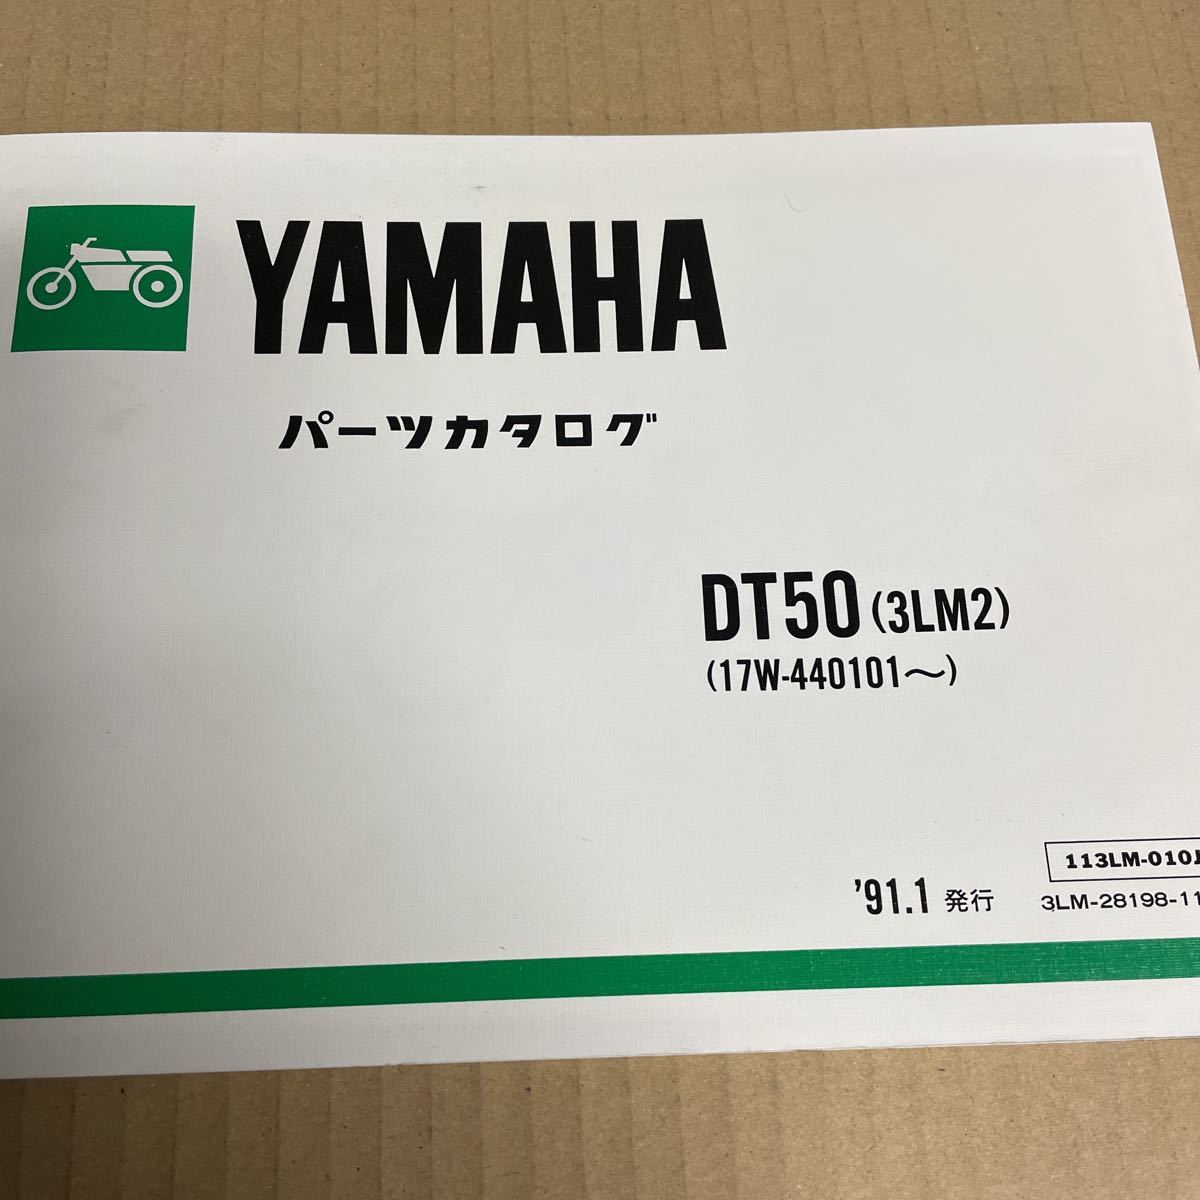 YAMAHA
パーツカタログ
DT50 (3LM2)
(17W-440101～)
113LM-010J
'91.1 発行
3LM-28198-11